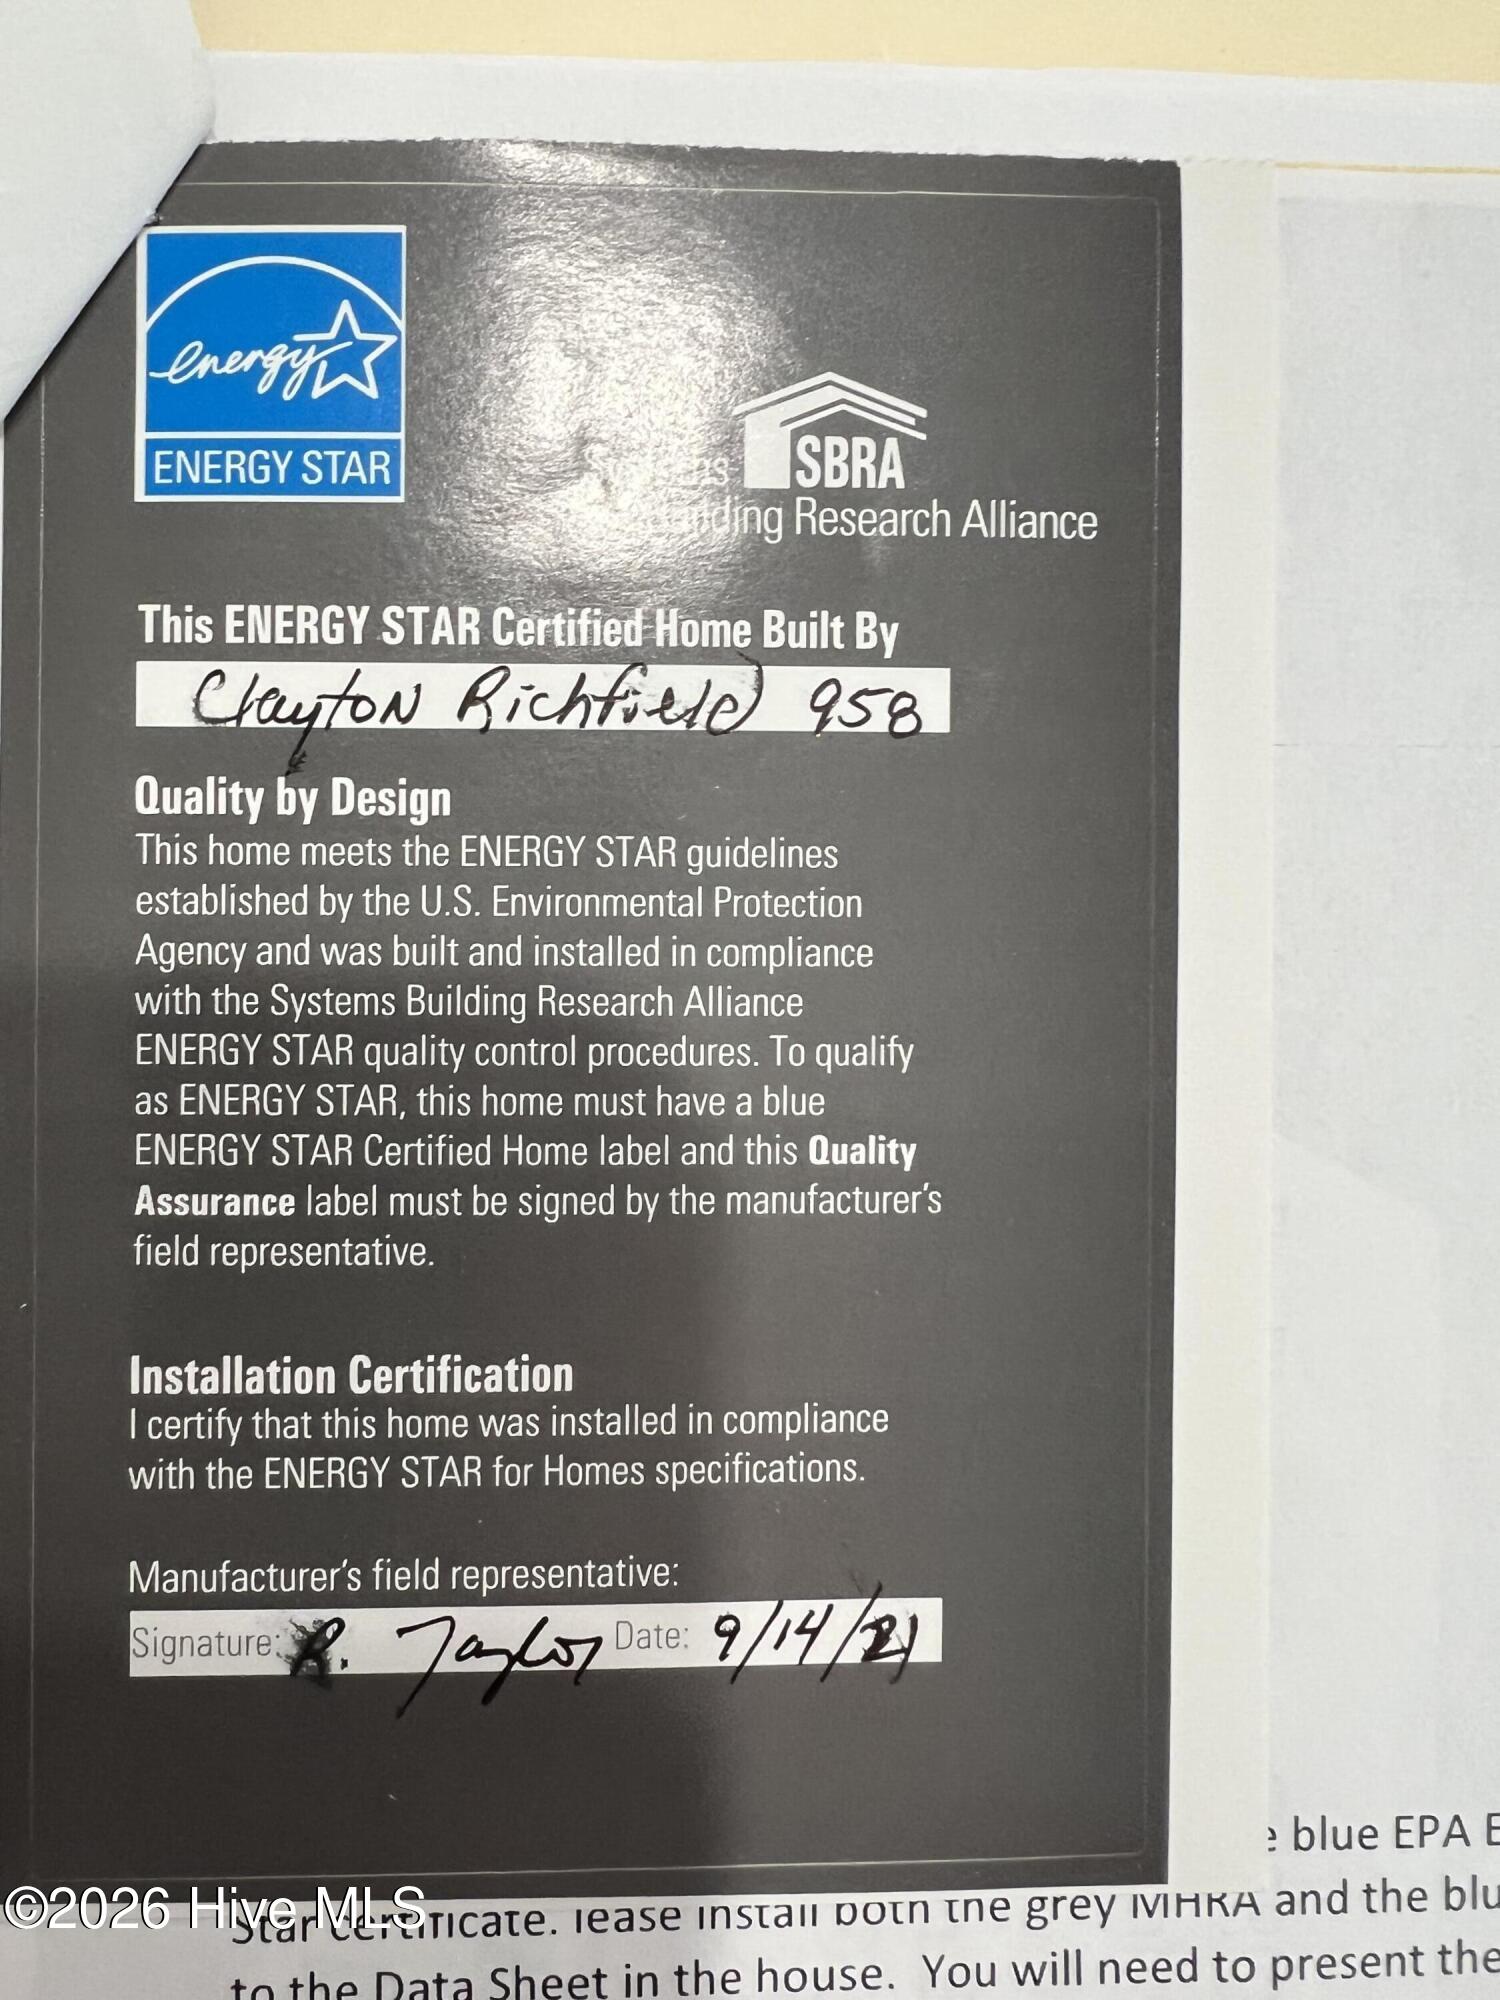 energy
ENERGY STAR
SBRA
Research Alliance
This ENERGY STAR Certified Home Built By
Clayton Richfield 958
Quality by Design
This home meets the ENERGY STAR guidelines
established by the U.S. Environmental Protection
Agency and was built and installed in compliance
with the Systems Building Research Alliance
ENERGY STAR quality control procedures. To qualify
as ENERGY STAR, this home must have a blue
ENERGY STAR Certified Home label and this Quality
Assurance label must be signed by the manufacturer's
field representative.
Installation Certification
I certify that this home was installed in compliance
with the ENERGY STAR for Homes specifications.
Manufacturer's field representative:
Signature: R. Taylor Date: 9/14/21
blue EPA E
©2026 Hive MLS
Star certificate. lease install both the grey MHRA and the blu
to the Data Sheet in the house. You will need to present the